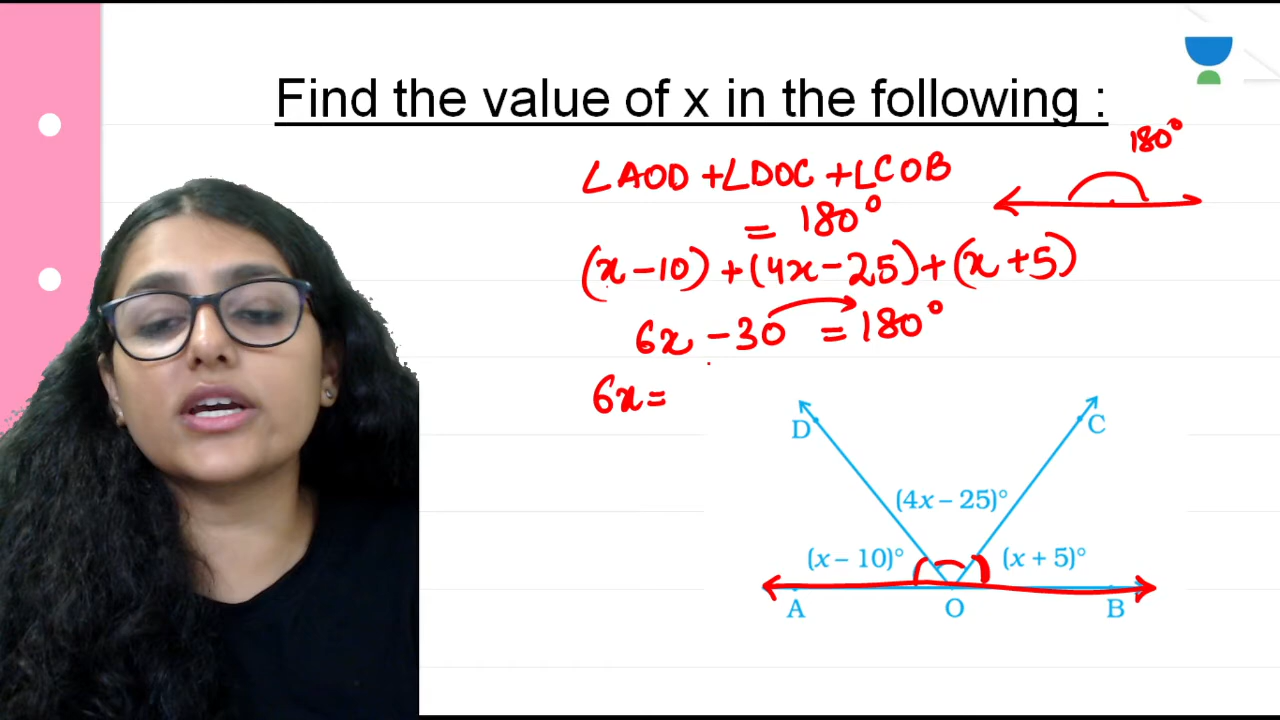 Find the value of x in the following :
180°
∠AOD + ∠DOC + ∠COB
= 180°
(x - 10) + (4x - 25) + (x + 5)
6x - 30 = 180°
6x =
D
C
(4x – 25)°
(x – 10)°
(x + 5)°
A
O
B